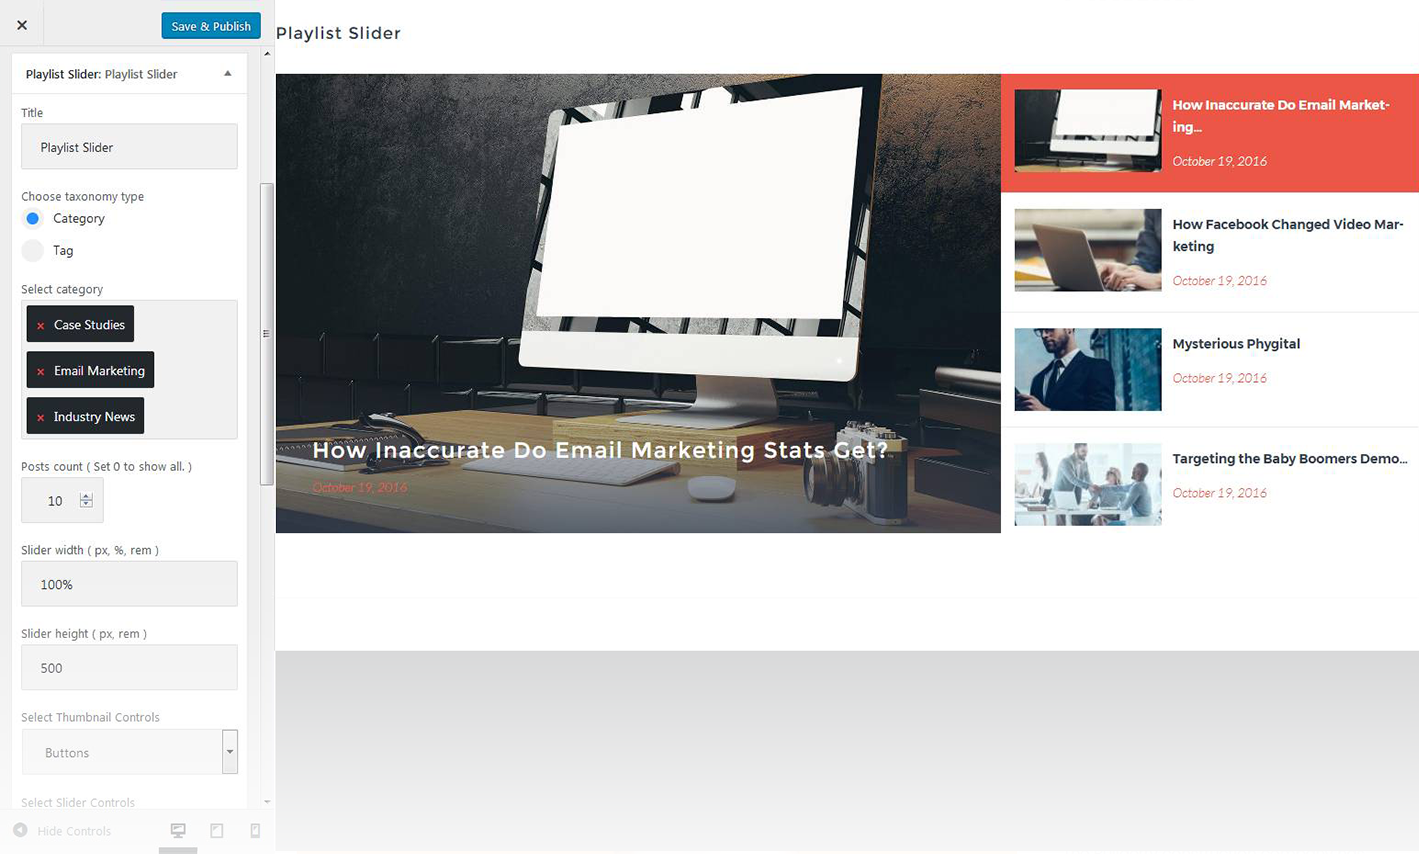 Save & Publish
Playlist Slider: Playlist Slider
Title
Playlist Slider
Choose taxonomy type
Category
Tag
Select category
× Case Studies
× Email Marketing
× Industry News
Posts count ( Set 0 to show all. )
10
Slider width ( px, %, rem )
100%
Slider height ( px, rem )
500
Select Thumbnail Controls
Buttons
Select Slider Controls
Hide Controls
Playlist Slider
How Inaccurate Do Email Marketing Stats Get?
October 19, 2016
How Inaccurate Do Email Market-
ing...
October 19, 2016
How Facebook Changed Video Mar-
keting
October 19, 2016
Mysterious Phygital
October 19, 2016
Targeting the Baby Boomers Demo...
October 19, 2016